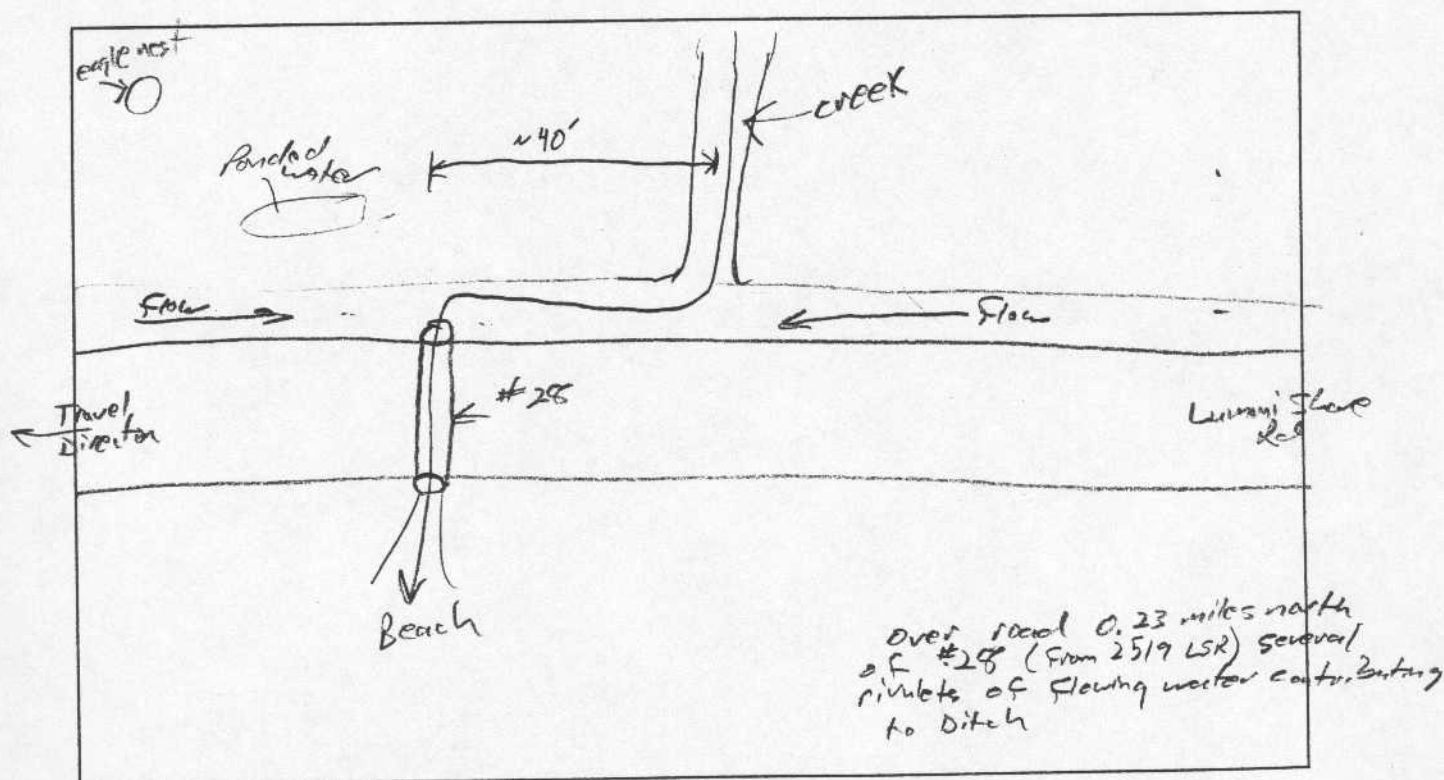 eagle nest
creek
~40'
Ponded
water
Flow
Flow
#28
Travel
Direction
Lummi Shore
Rd
Beach
over road 0.23 miles north
of #28 (from 2519 LSR) several
rivulets of flowing water contributing
to Ditch